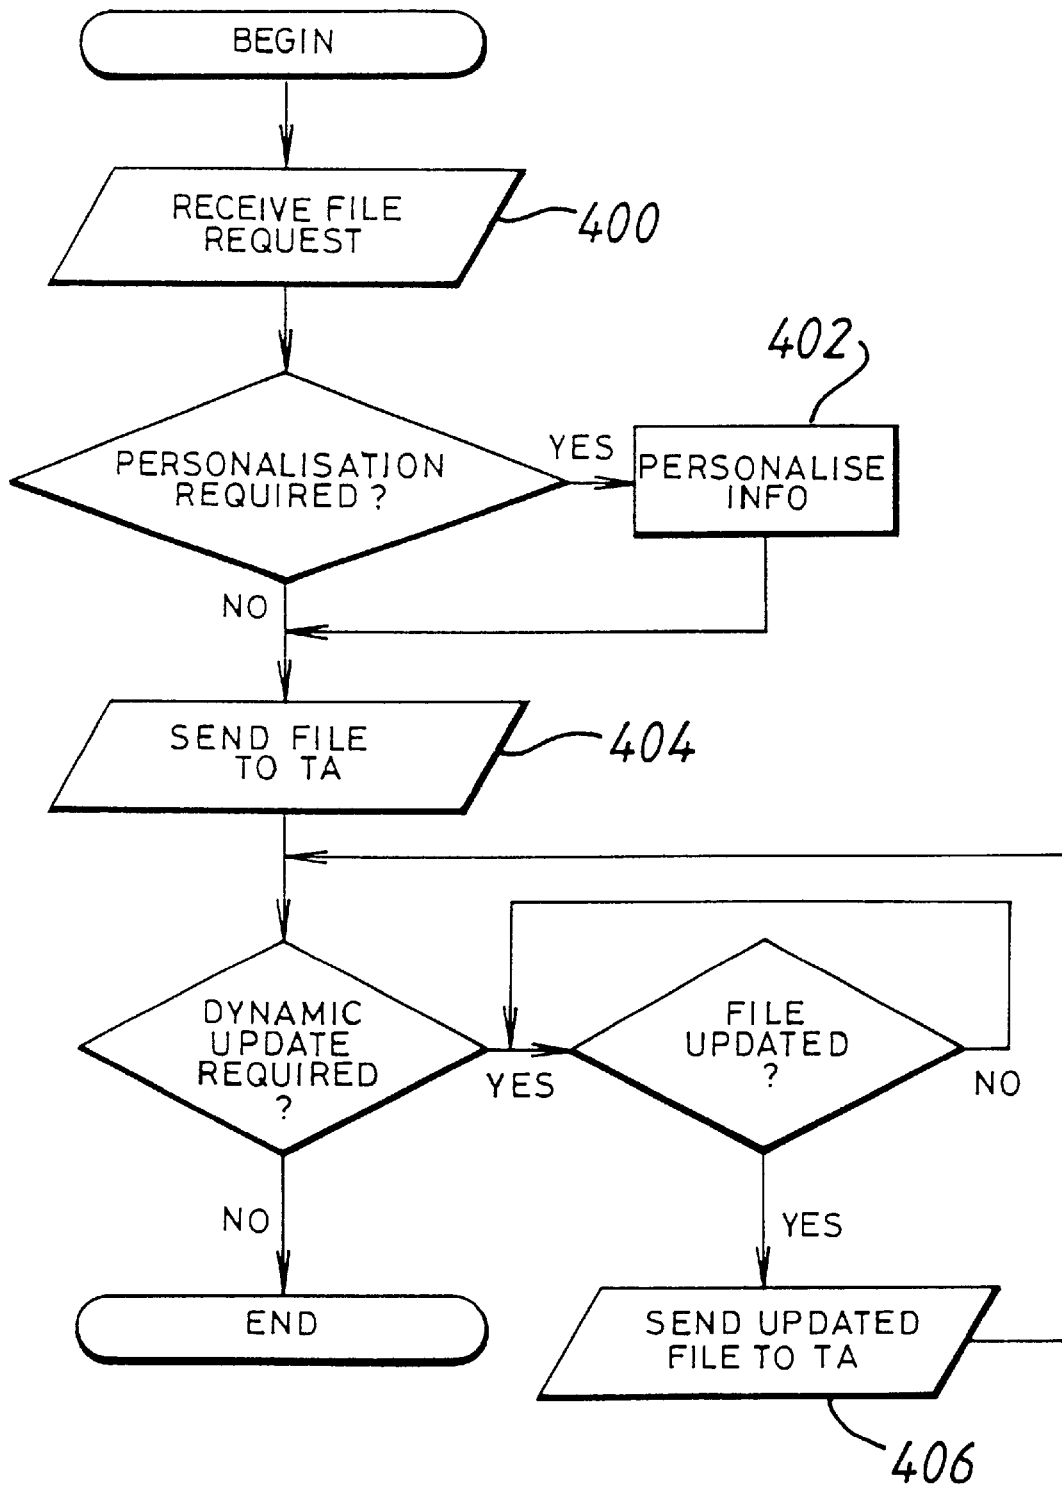 BEGIN
RECEIVE FILE
REQUEST
400
402
PERSONALISATION
REQUIRED ?
YES
PERSONALISE
INFO
NO
SEND FILE
TO TA
404
DYNAMIC
UPDATE
REQUIRED
?
YES
FILE
UPDATED
?
NO
NO
YES
END
SEND UPDATED
FILE TO TA
406